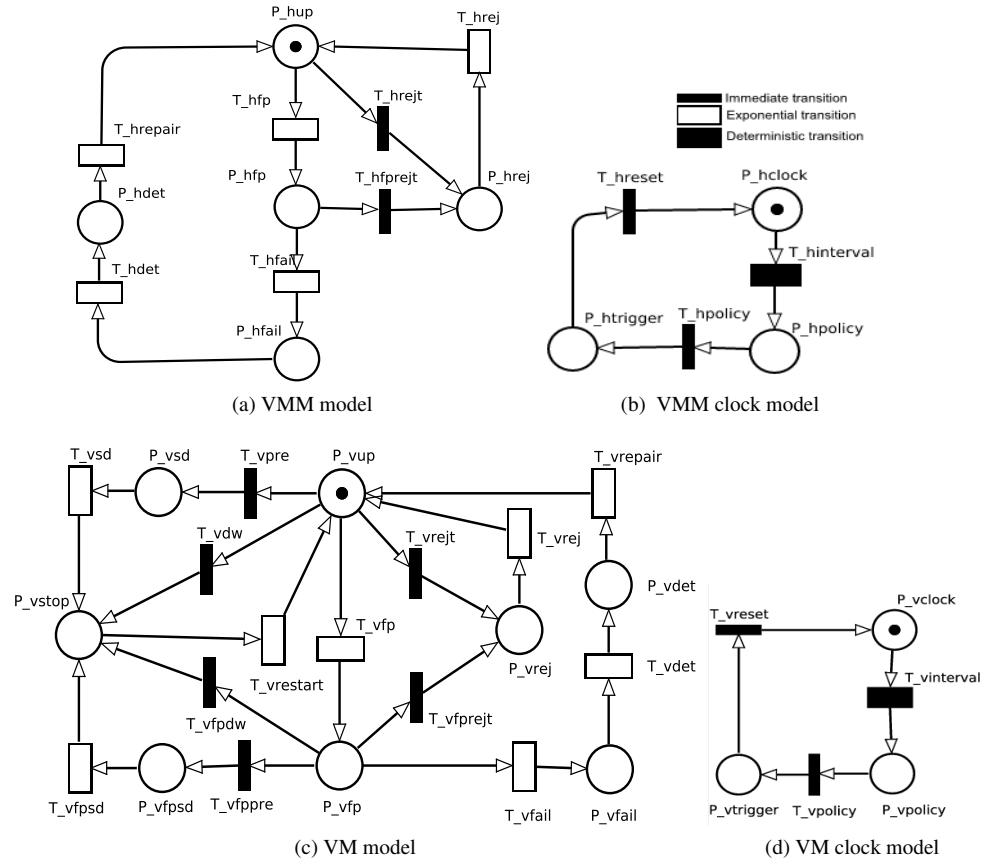 P_hup
T_hrej
T_hfp
T_hrejt
Immediate transition
Exponential transition
Deterministic transition
T_hrepair
P_hfp
T_hfprejt
P_hrej
T_hreset
P_hclock
P_hdet
T_hdet
T_hfail
T_hinterval
P_hfail
P_htrigger
T_hpolicy
P_hpolicy
(a) VMM model
(b) VMM clock model
T_vsd
P_vsd
T_vpre
P_vup
T_vrepair
T_vdw
T_vrejt
T_vrej
P_vstop
P_vdet
P_vclock
T_vreset
T_vfp
T_vrestart
P_vrej
T_vdet
T_vinterval
T_vfpdw
T_vfprejt
T_vfpsd
P_vfpsd
T_vfppre
P_vfp
T_vfail
P_vfail
P_vtrigger
T_vpolicy
P_vpolicy
(c) VM model
(d) VM clock model